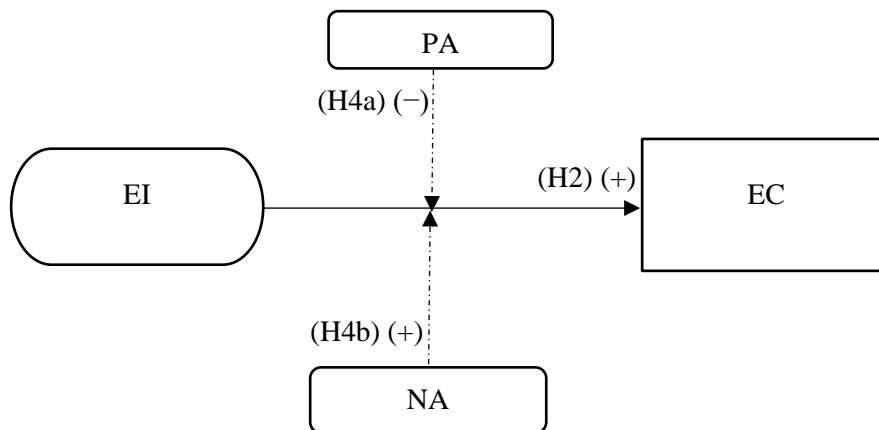 PA
(H4a) (−)
(H2) (+)
EI
EC
(H4b) (+)
NA